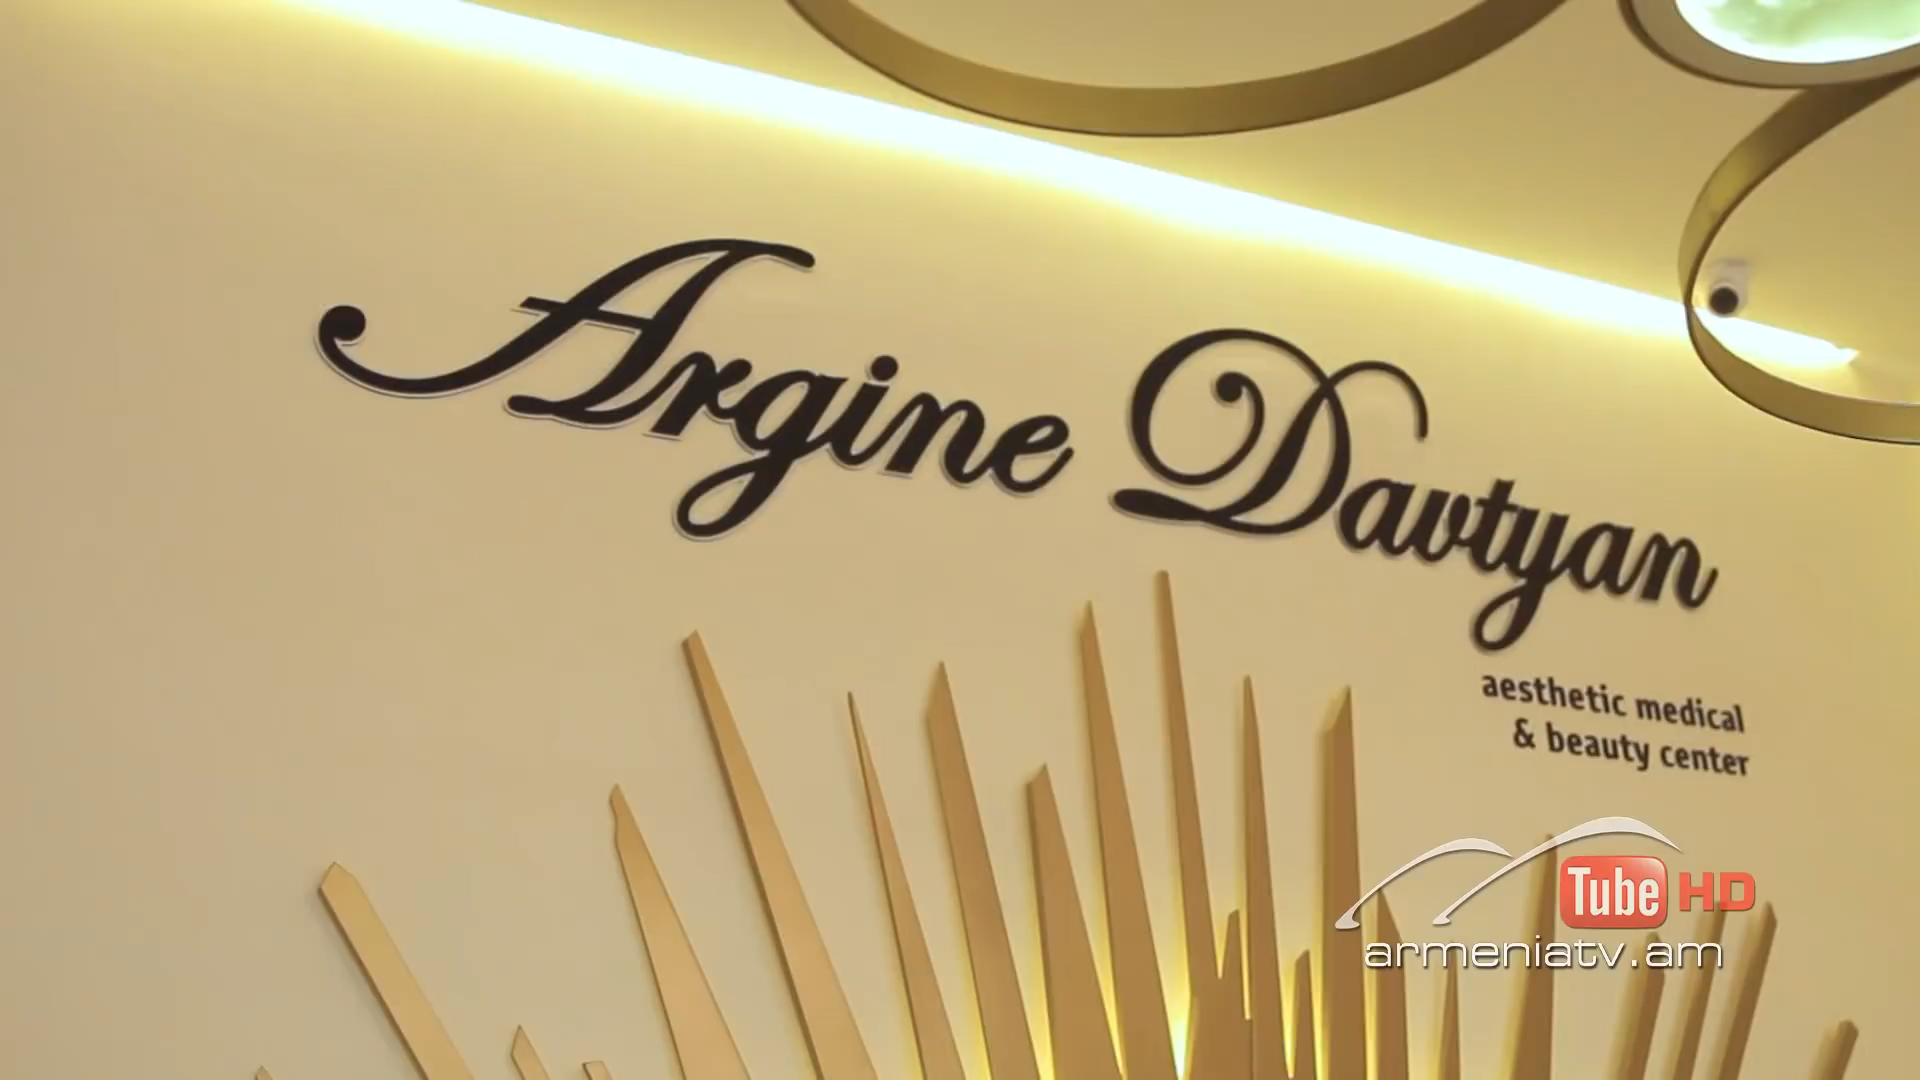 Argine Davtyan
aesthetic medical
& beauty center
Tube HD
armeniatv.am